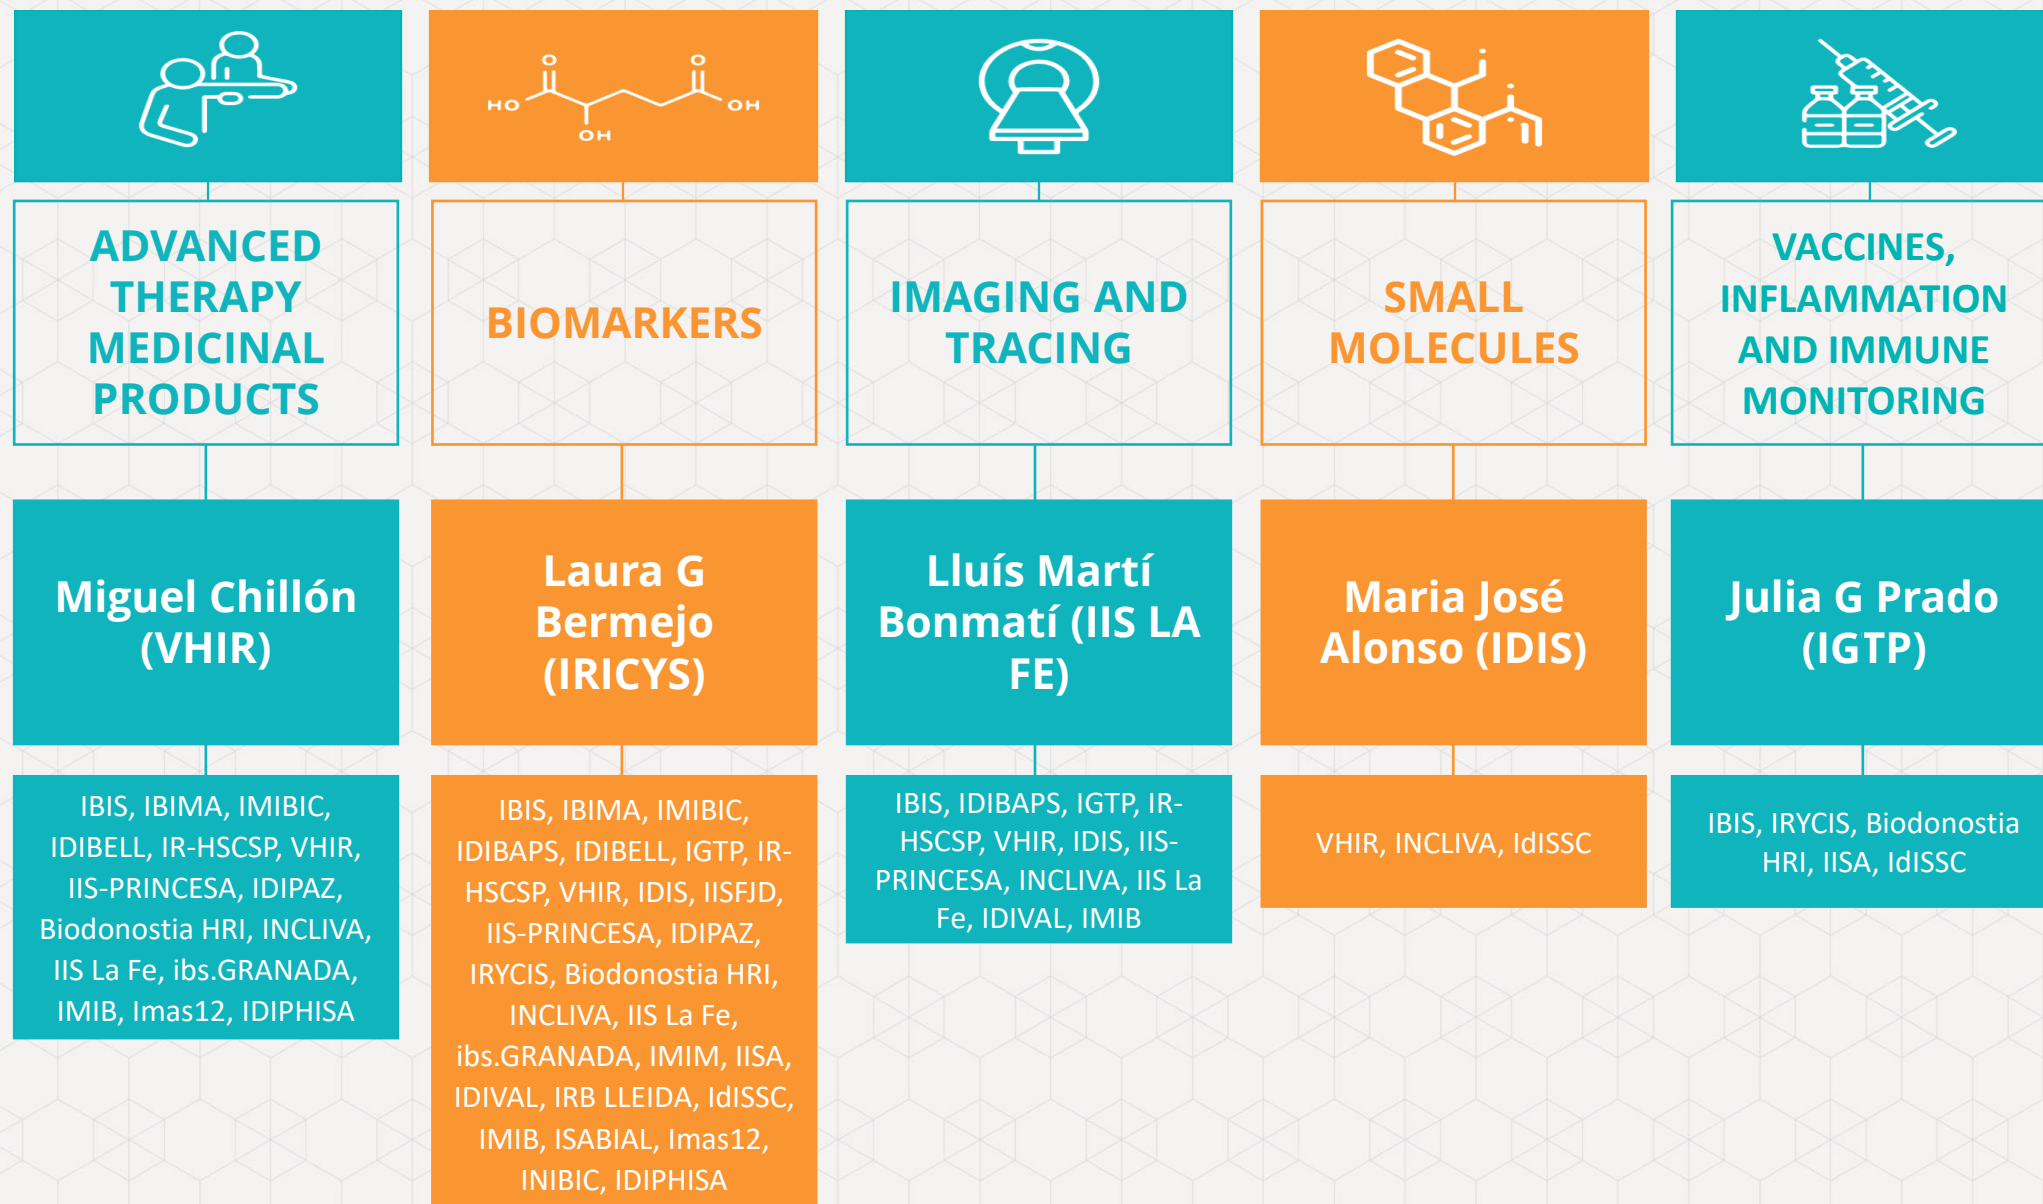 HO
O
OH
O
OH
ADVANCED
THERAPY
MEDICINAL
PRODUCTS
Miguel Chillón
(VHIR)
IBIS, IBIMA, IMIBIC,
IDIBELL, IR-HSCSP, VHIR,
IIS-PRINCESA, IDIPAZ,
Biodonostia HRI, INCLIVA,
IIS La Fe, ibs.GRANADA,
IMIB, Imas12, IDIPHISA
BIOMARKERS
Laura G
Bermejo
(IRICYS)
IBIS, IBIMA, IMIBIC,
IDIBAPS, IDIBELL, IGTP, IR-
HSCSP, VHIR, IDIS, IISFJD,
IIS-PRINCESA, IDIPAZ,
IRYCIS, Biodonostia HRI,
INCLIVA, IIS La Fe,
ibs.GRANADA, IMIM, IISA,
IDIVAL, IRB LLEIDA, IdISSC,
IMIB, ISABIAL, Imas12,
INIBIC, IDIPHISA
IMAGING AND
TRACING
Lluís Martí
Bonmatí (IIS LA
FE)
IBIS, IDIBAPS, IGTP, IR-
HSCSP, VHIR, IDIS, IIS-
PRINCESA, INCLIVA, IIS La
Fe, IDIVAL, IMIB
SMALL
MOLECULES
Maria José
Alonso (IDIS)
VHIR, INCLIVA, IdISSC
VACCINES,
INFLAMMATION
AND IMMUNE
MONITORING
Julia G Prado
(IGTP)
IBIS, IRYCIS, Biodonostia
HRI, IISA, IdISSC